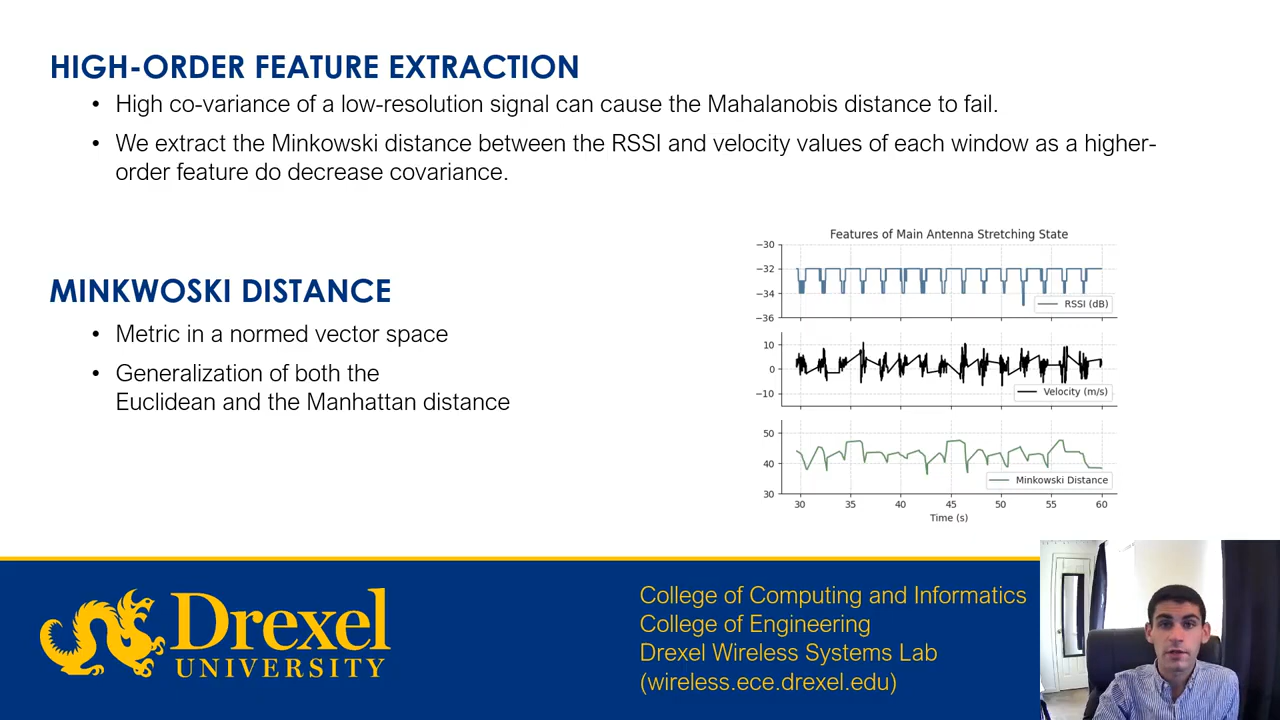 HIGH-ORDER FEATURE EXTRACTION
• High co-variance of a low-resolution signal can cause the Mahalanobis distance to fail.
• We extract the Minkowski distance between the RSSI and velocity values of each window as a higher-
order feature do decrease covariance.
MINKWOSKI DISTANCE
• Metric in a normed vector space
• Generalization of both the
Euclidean and the Manhattan distance
Features of Main Antenna Stretching State
−30
−32
−34
−36
RSSI (dB)
10
0
−10
Velocity (m/s)
50
40
30
Minkowski Distance
30 35 40 45 50 55 60
Time (s)
Drexel
UNIVERSITY
College of Computing and Informatics
College of Engineering
Drexel Wireless Systems Lab
(wireless.ece.drexel.edu)